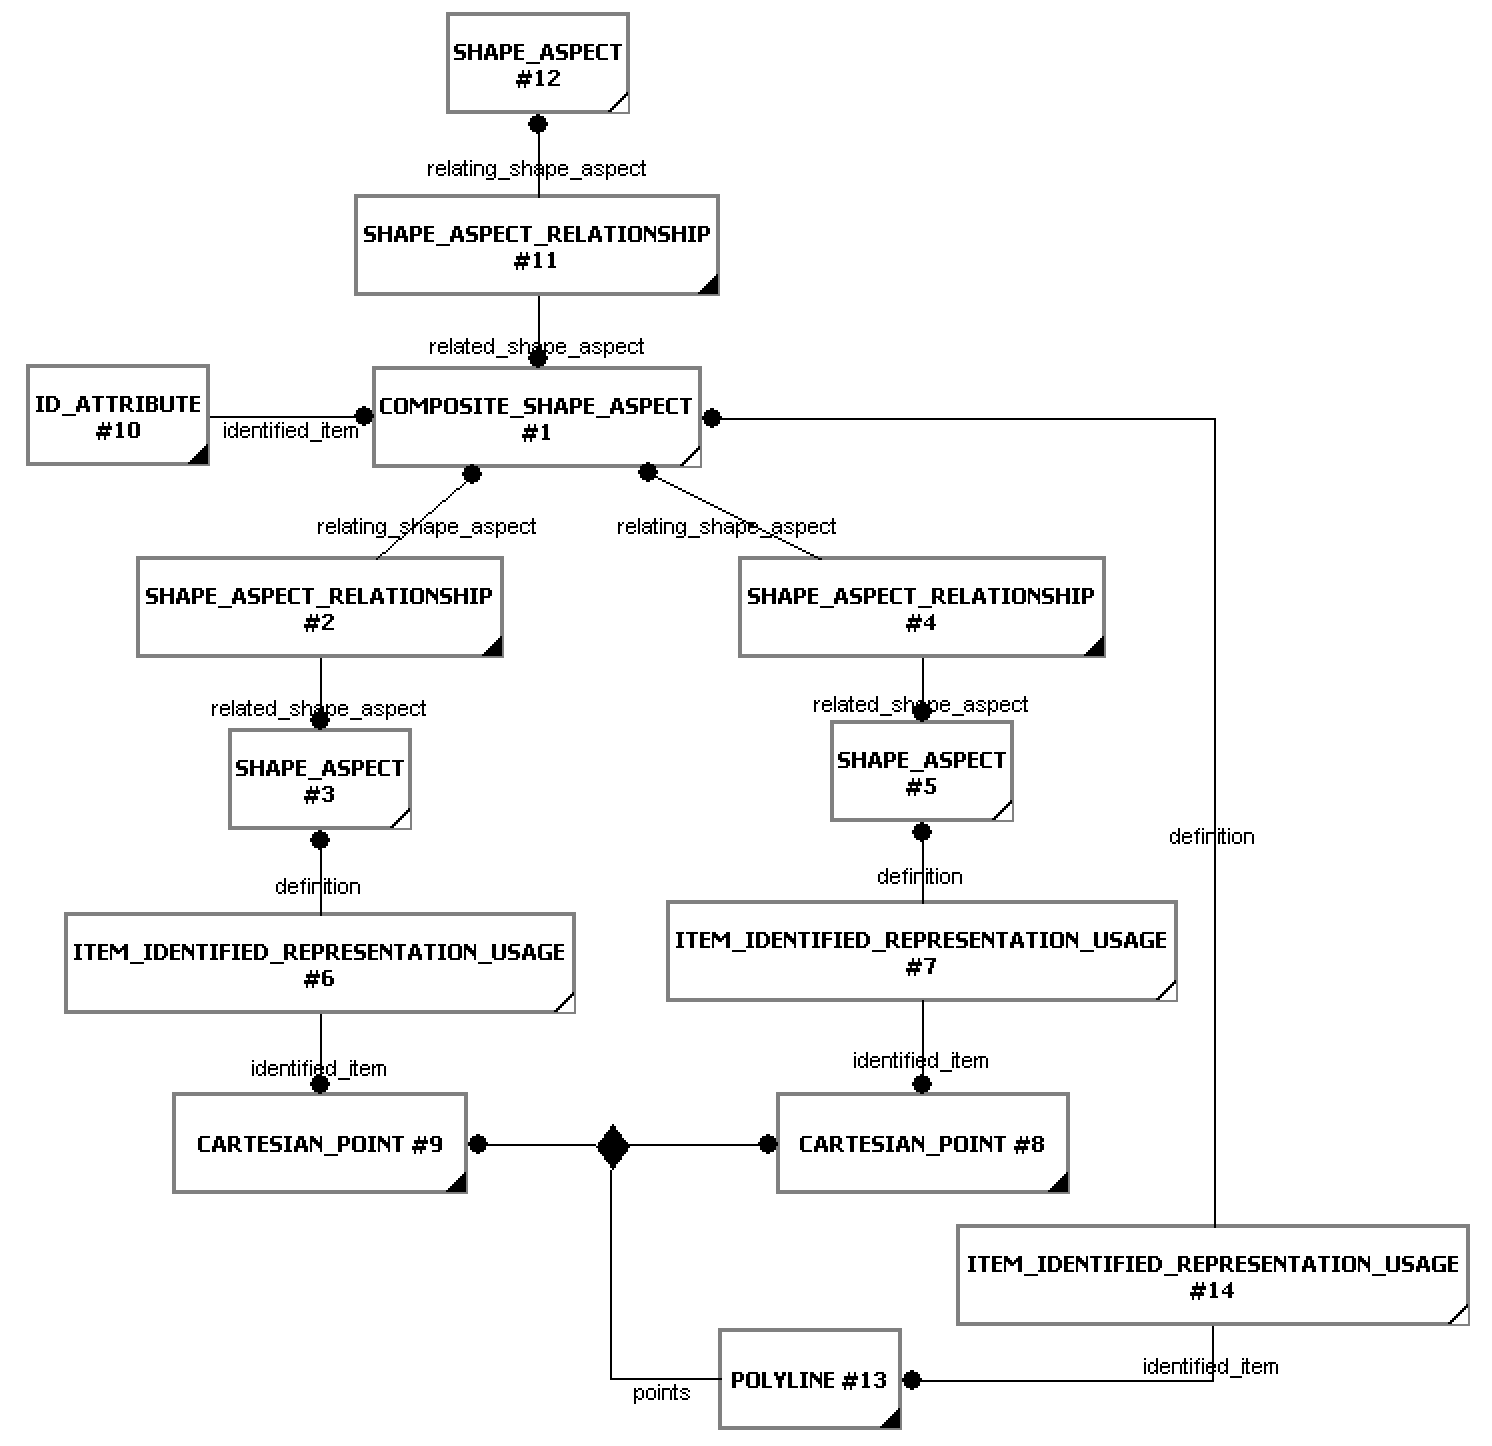 SHAPE_ASPECT
#12
relating_shape_aspect
SHAPE_ASPECT_RELATIONSHIP
#11
related_shape_aspect
ID_ATTRIBUTE
#10
identified_item
COMPOSITE_SHAPE_ASPECT
#1
relating_shape_aspect
relating_shape_aspect
SHAPE_ASPECT_RELATIONSHIP
#2
SHAPE_ASPECT_RELATIONSHIP
#4
related_shape_aspect
related_shape_aspect
SHAPE_ASPECT
#3
SHAPE_ASPECT
#5
definition
definition
definition
ITEM_IDENTIFIED_REPRESENTATION_USAGE
#6
ITEM_IDENTIFIED_REPRESENTATION_USAGE
#7
identified_item
identified_item
CARTESIAN_POINT #9
CARTESIAN_POINT #8
ITEM_IDENTIFIED_REPRESENTATION_USAGE
#14
identified_item
POLYLINE #13
points